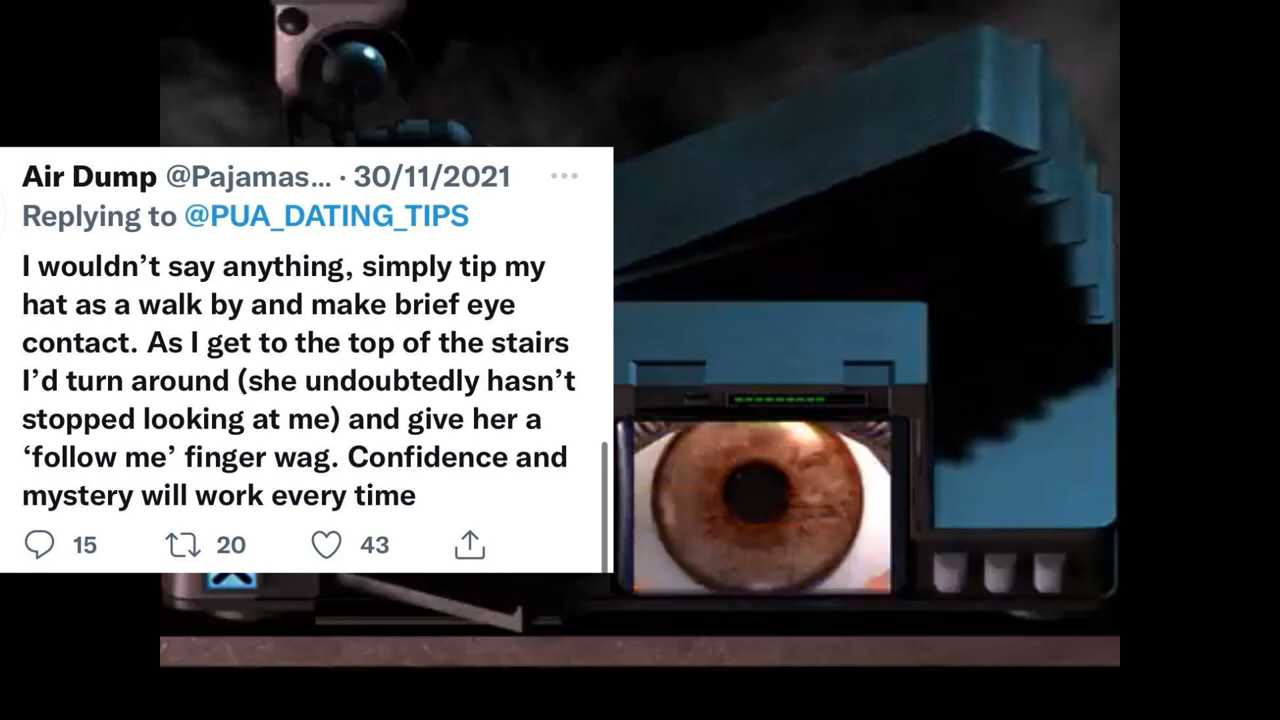 Air Dump @Pajamas... · 30/11/2021
Replying to @PUA_DATING_TIPS
I wouldn’t say anything, simply tip my
hat as a walk by and make brief eye
contact. As I get to the top of the stairs
I’d turn around (she undoubtedly hasn’t
stopped looking at me) and give her a
‘follow me’ finger wag. Confidence and
mystery will work every time
15 20 43